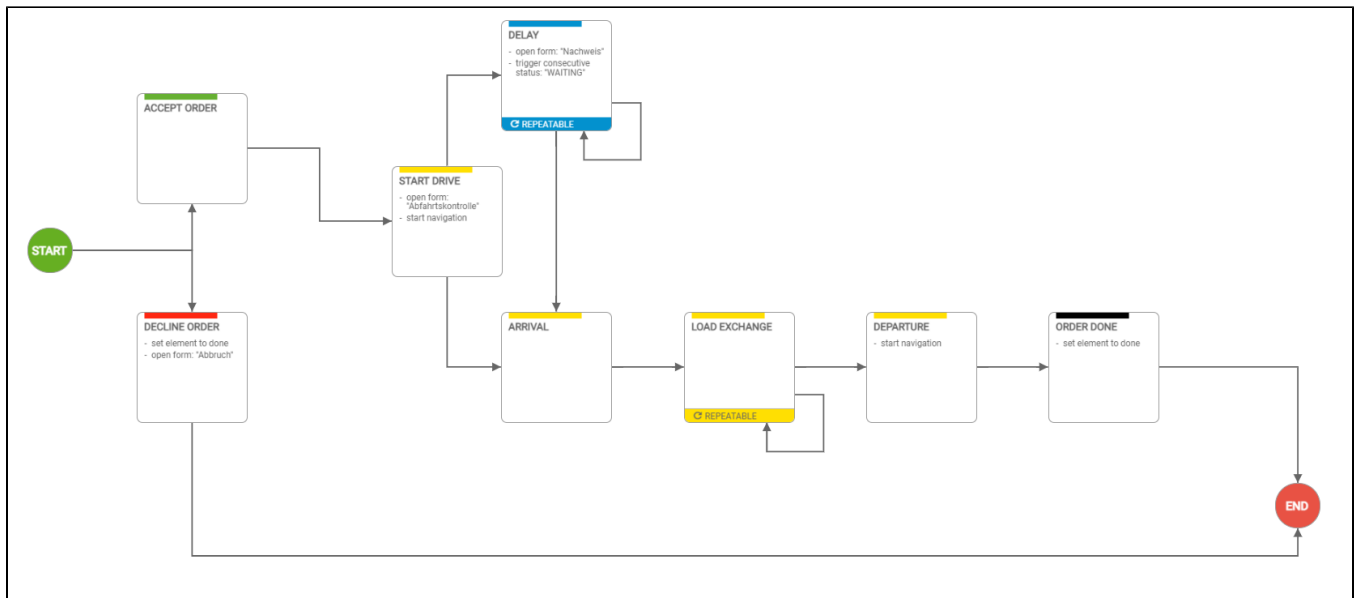 DELAY
- open form: "Nachweis"
- trigger consecutive
status: "WAITING"
REPEATABLE
ACCEPT ORDER
START DRIVE
- open form:
"Abfahrtskontrolle"
- start navigation
START
DECLINE ORDER
- set element to done
- open form: "Abbruch"
ARRIVAL
LOAD EXCHANGE
REPEATABLE
DEPARTURE
- start navigation
ORDER DONE
- set element to done
END